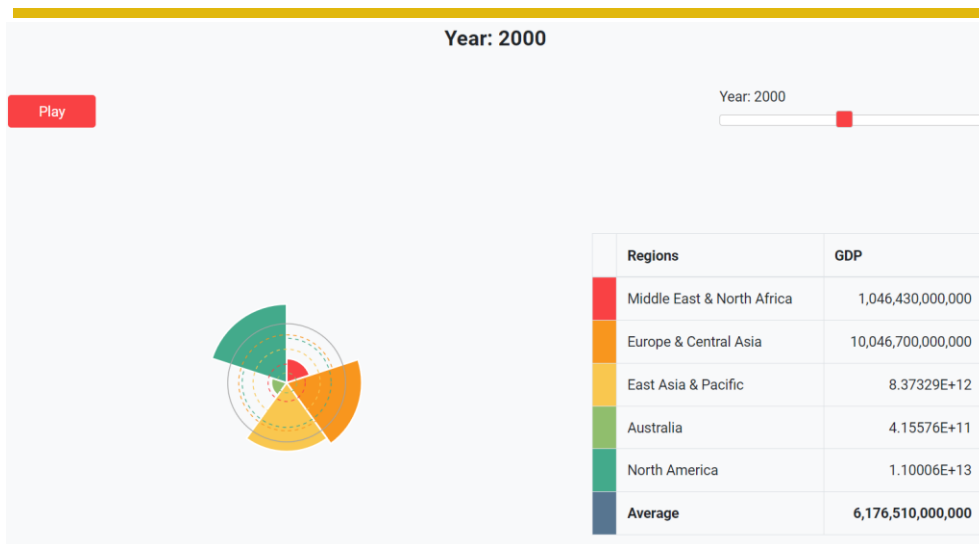 Year: 2000
Play
Year: 2000
Regions GDP
Middle East & North Africa 1,046,430,000,000
Europe & Central Asia 10,046,700,000,000
East Asia & Pacific 8.37329E+12
Australia 4.15576E+11
North America 1.10006E+13
Average 6,176,510,000,000